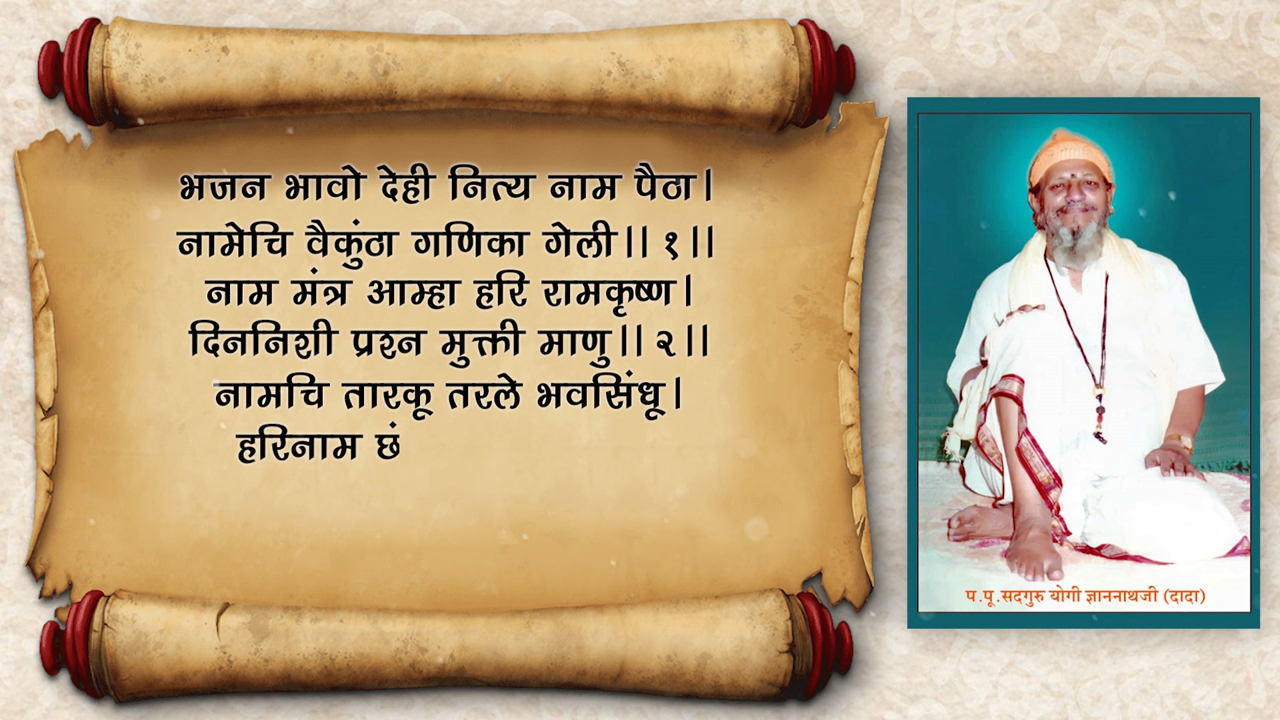 भजन भावो देही नित्य नाम पैठा।
नामेचि वैकुंठा गणिका गेली।। १ ।।
नाम मंत्र आम्हा हरि रामकृष्ण।
दिननिशी प्रश्न मुक्ती माणु।। २ ।।
नामचि तारकू तरले भवसिंधू।
हरिनाम छं
प.पू.सदगुरु योगी ज्ञाननाथजी (दादा)